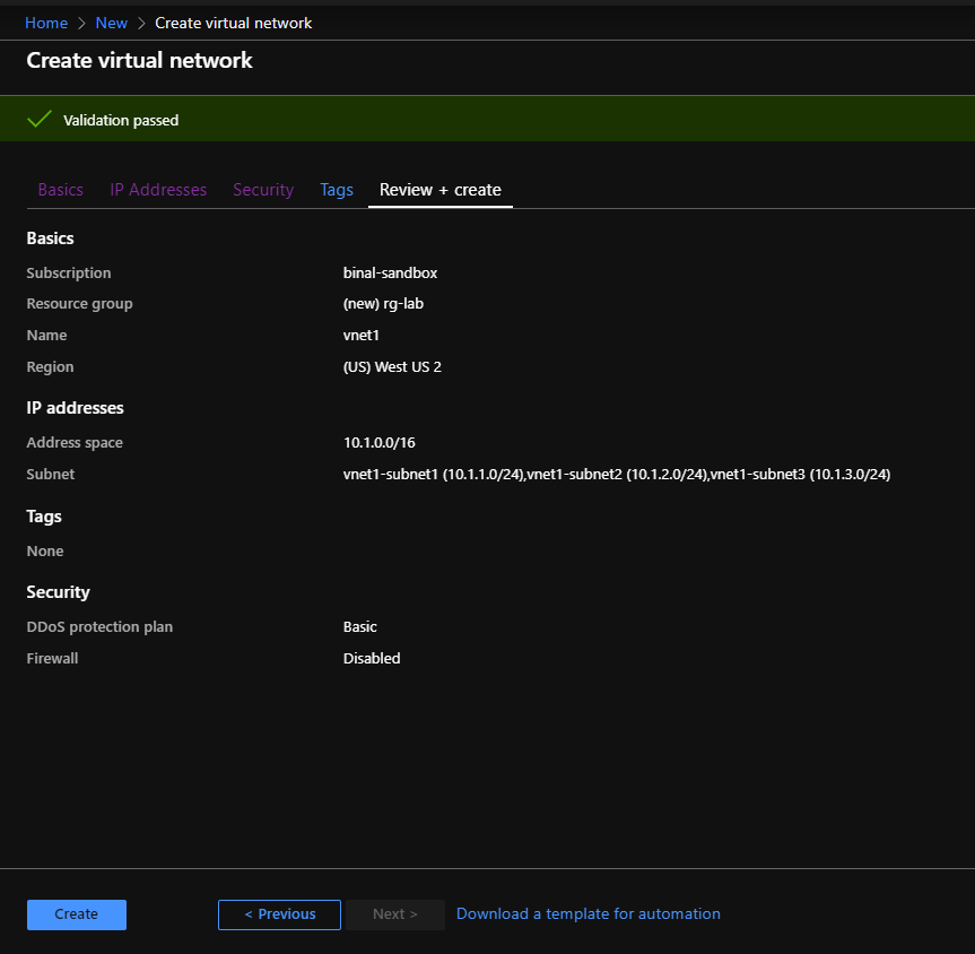 Home > New > Create virtual network
Create virtual network
Validation passed
Basics IP Addresses Security Tags Review + create
Basics
Subscription binal-sandbox
Resource group (new) rg-lab
Name vnet1
Region (US) West US 2
IP addresses
Address space 10.1.0.0/16
Subnet vnet1-subnet1 (10.1.1.0/24),vnet1-subnet2 (10.1.2.0/24),vnet1-subnet3 (10.1.3.0/24)
Tags
None
Security
DDoS protection plan Basic
Firewall Disabled
Create < Previous Next > Download a template for automation